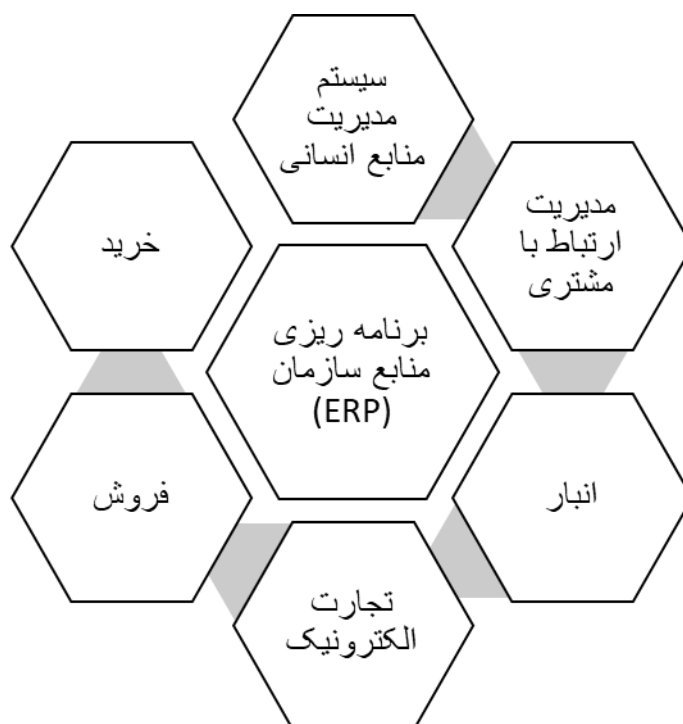 سیستم
مدیریت
منابع انسانی
مدیریت
ارتباط با
مشتری
خرید
برنامه ریزی
منابع سازمان
(ERP)
انبار
فروش
تجارت
الکترونیک